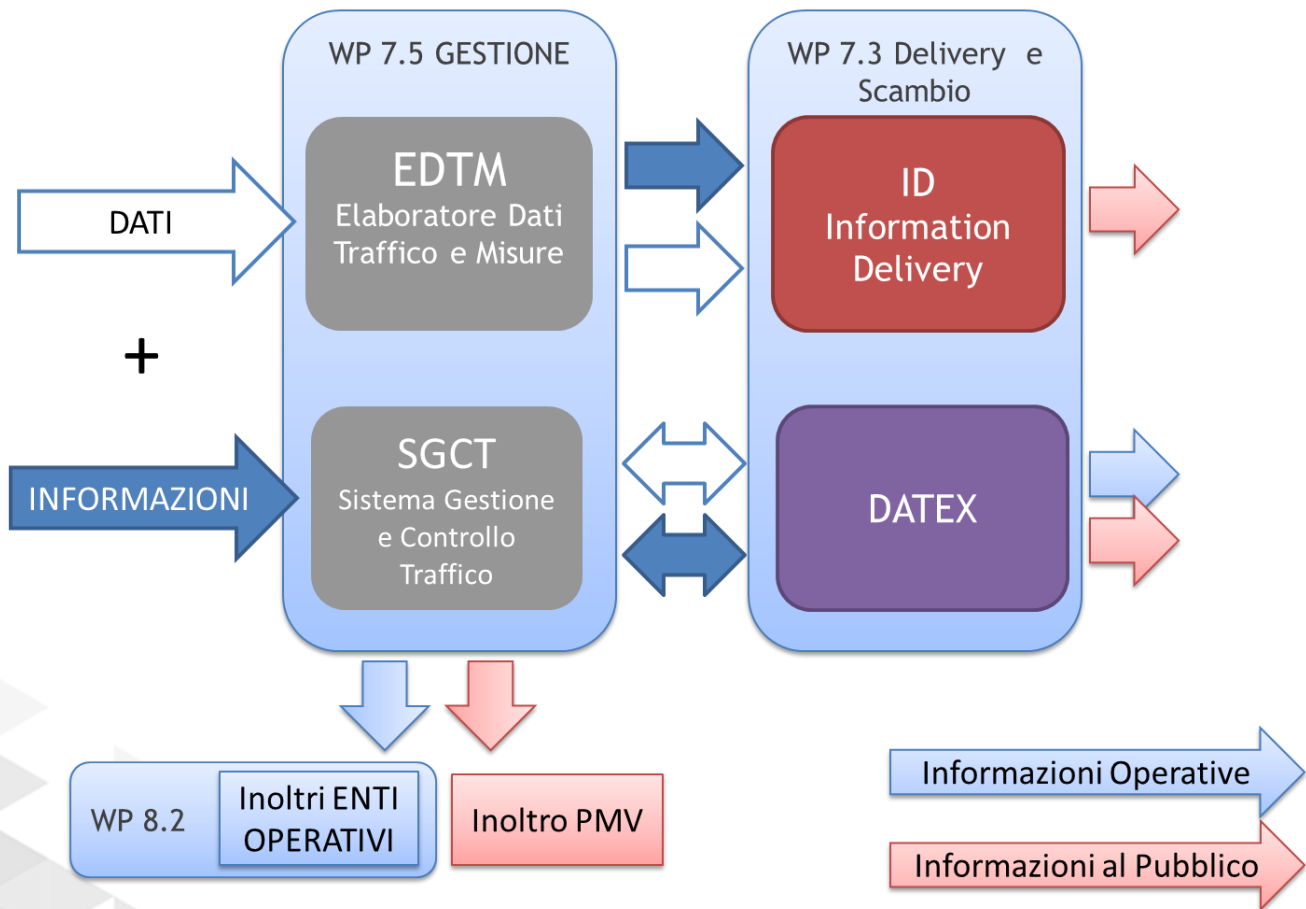 WP 7.5 GESTIONE
WP 7.3 Delivery e
Scambio
DATI
+
INFORMAZIONI
EDTM
Elaboratore Dati
Traffico e Misure
SGCT
Sistema Gestione
e Controllo
Traffico
ID
Information
Delivery
DATEX
WP 8.2
Inoltri ENTI
OPERATIVI
Inoltro PMV
Informazioni Operative
Informazioni al Pubblico